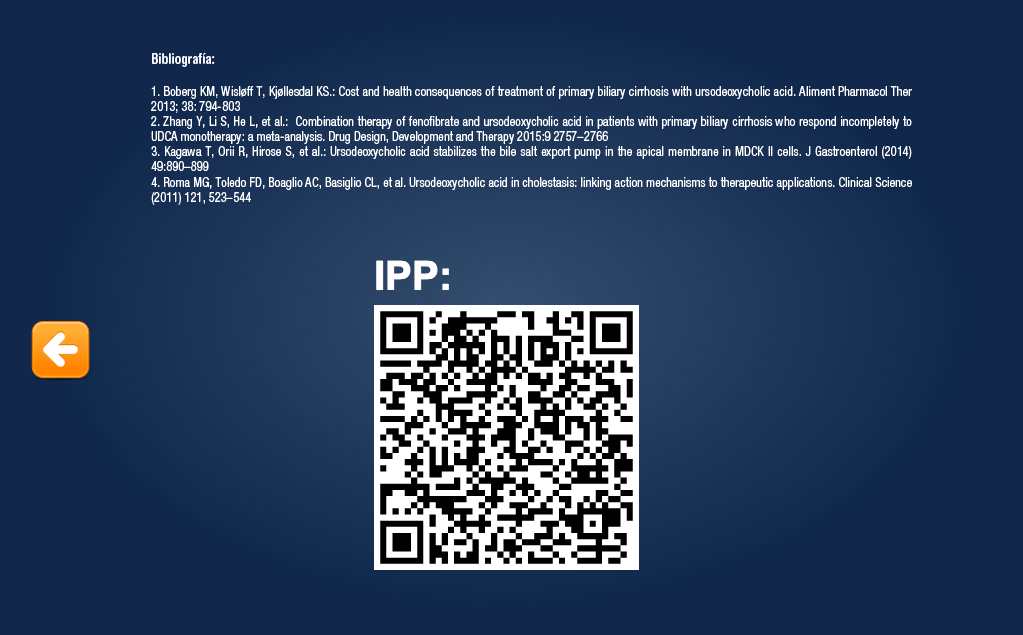 Bibliografía:
1. Boberg KM, Wisløff T, Kjøllesdal KS.: Cost and health consequences of treatment of primary biliary cirrhosis with ursodeoxycholic acid. Aliment Pharmacol Ther
2013; 38: 794-803
2. Zhang Y, Li S, He L, et al.: Combination therapy of fenofibrate and ursodeoxycholic acid in patients with primary biliary cirrhosis who respond incompletely to
UDCA monotherapy: a meta-analysis. Drug Design, Development and Therapy 2015:9 2757–2766
3. Kagawa T, Orii R, Hirose S, et al.: Ursodeoxycholic acid stabilizes the bile salt export pump in the apical membrane in MDCK II cells. J Gastroenterol (2014)
49:890–899
4. Roma MG, Toledo FD, Boaglio AC, Basiglio CL, et al. Ursodeoxycholic acid in cholestasis: linking action mechanisms to therapeutic applications. Clinical Science
(2011) 121, 523–544
IPP: